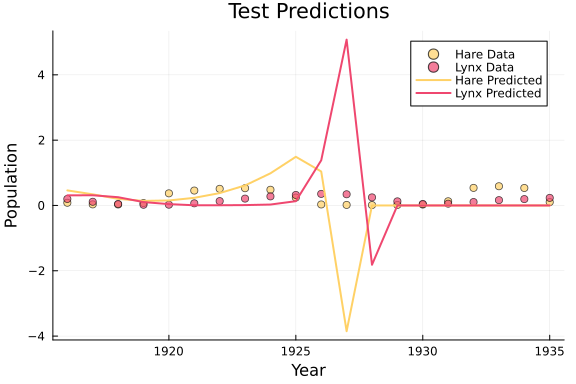 Test Predictions
Hare Data
Lynx Data
Hare Predicted
Lynx Predicted
4
2
0
−2
−4
Population
1920
1925
1930
1935
Year